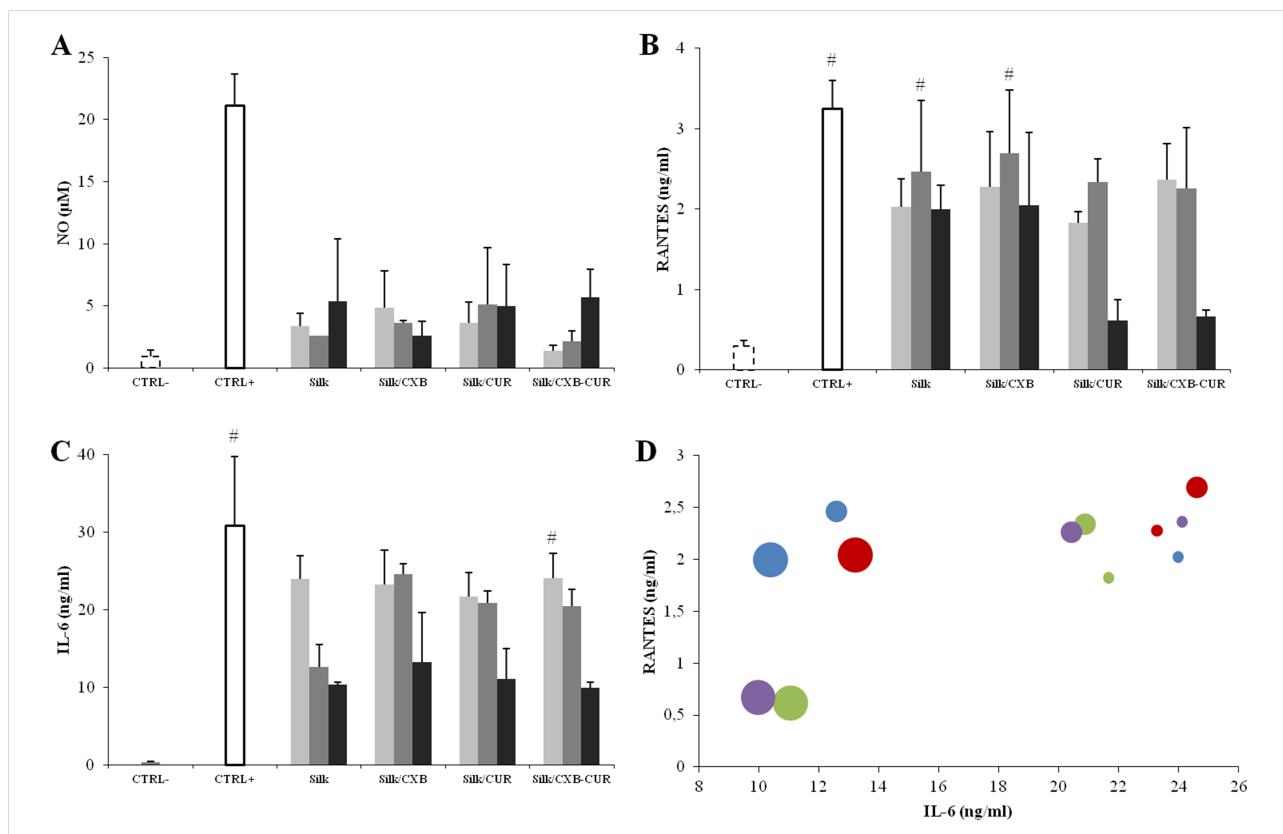 A
NO (µM)
25
20
15
10
5
0
CTRL- CTRL+ Silk Silk/CXB Silk/CUR Silk/CXB-CUR
B
RANTES (ng/ml)
4
3
2
1
0
# # #
CTRL- CTRL+ Silk Silk/CXB Silk/CUR Silk/CXB-CUR
C
IL-6 (ng/ml)
40
30
20
10
0
# #
CTRL- CTRL+ Silk Silk/CXB Silk/CUR Silk/CXB-CUR
D
RANTES (ng/ml)
3
2,5
2
1,5
1
0,5
0
8 10 12 14 16 18 20 22 24 26
IL-6 (ng/ml)